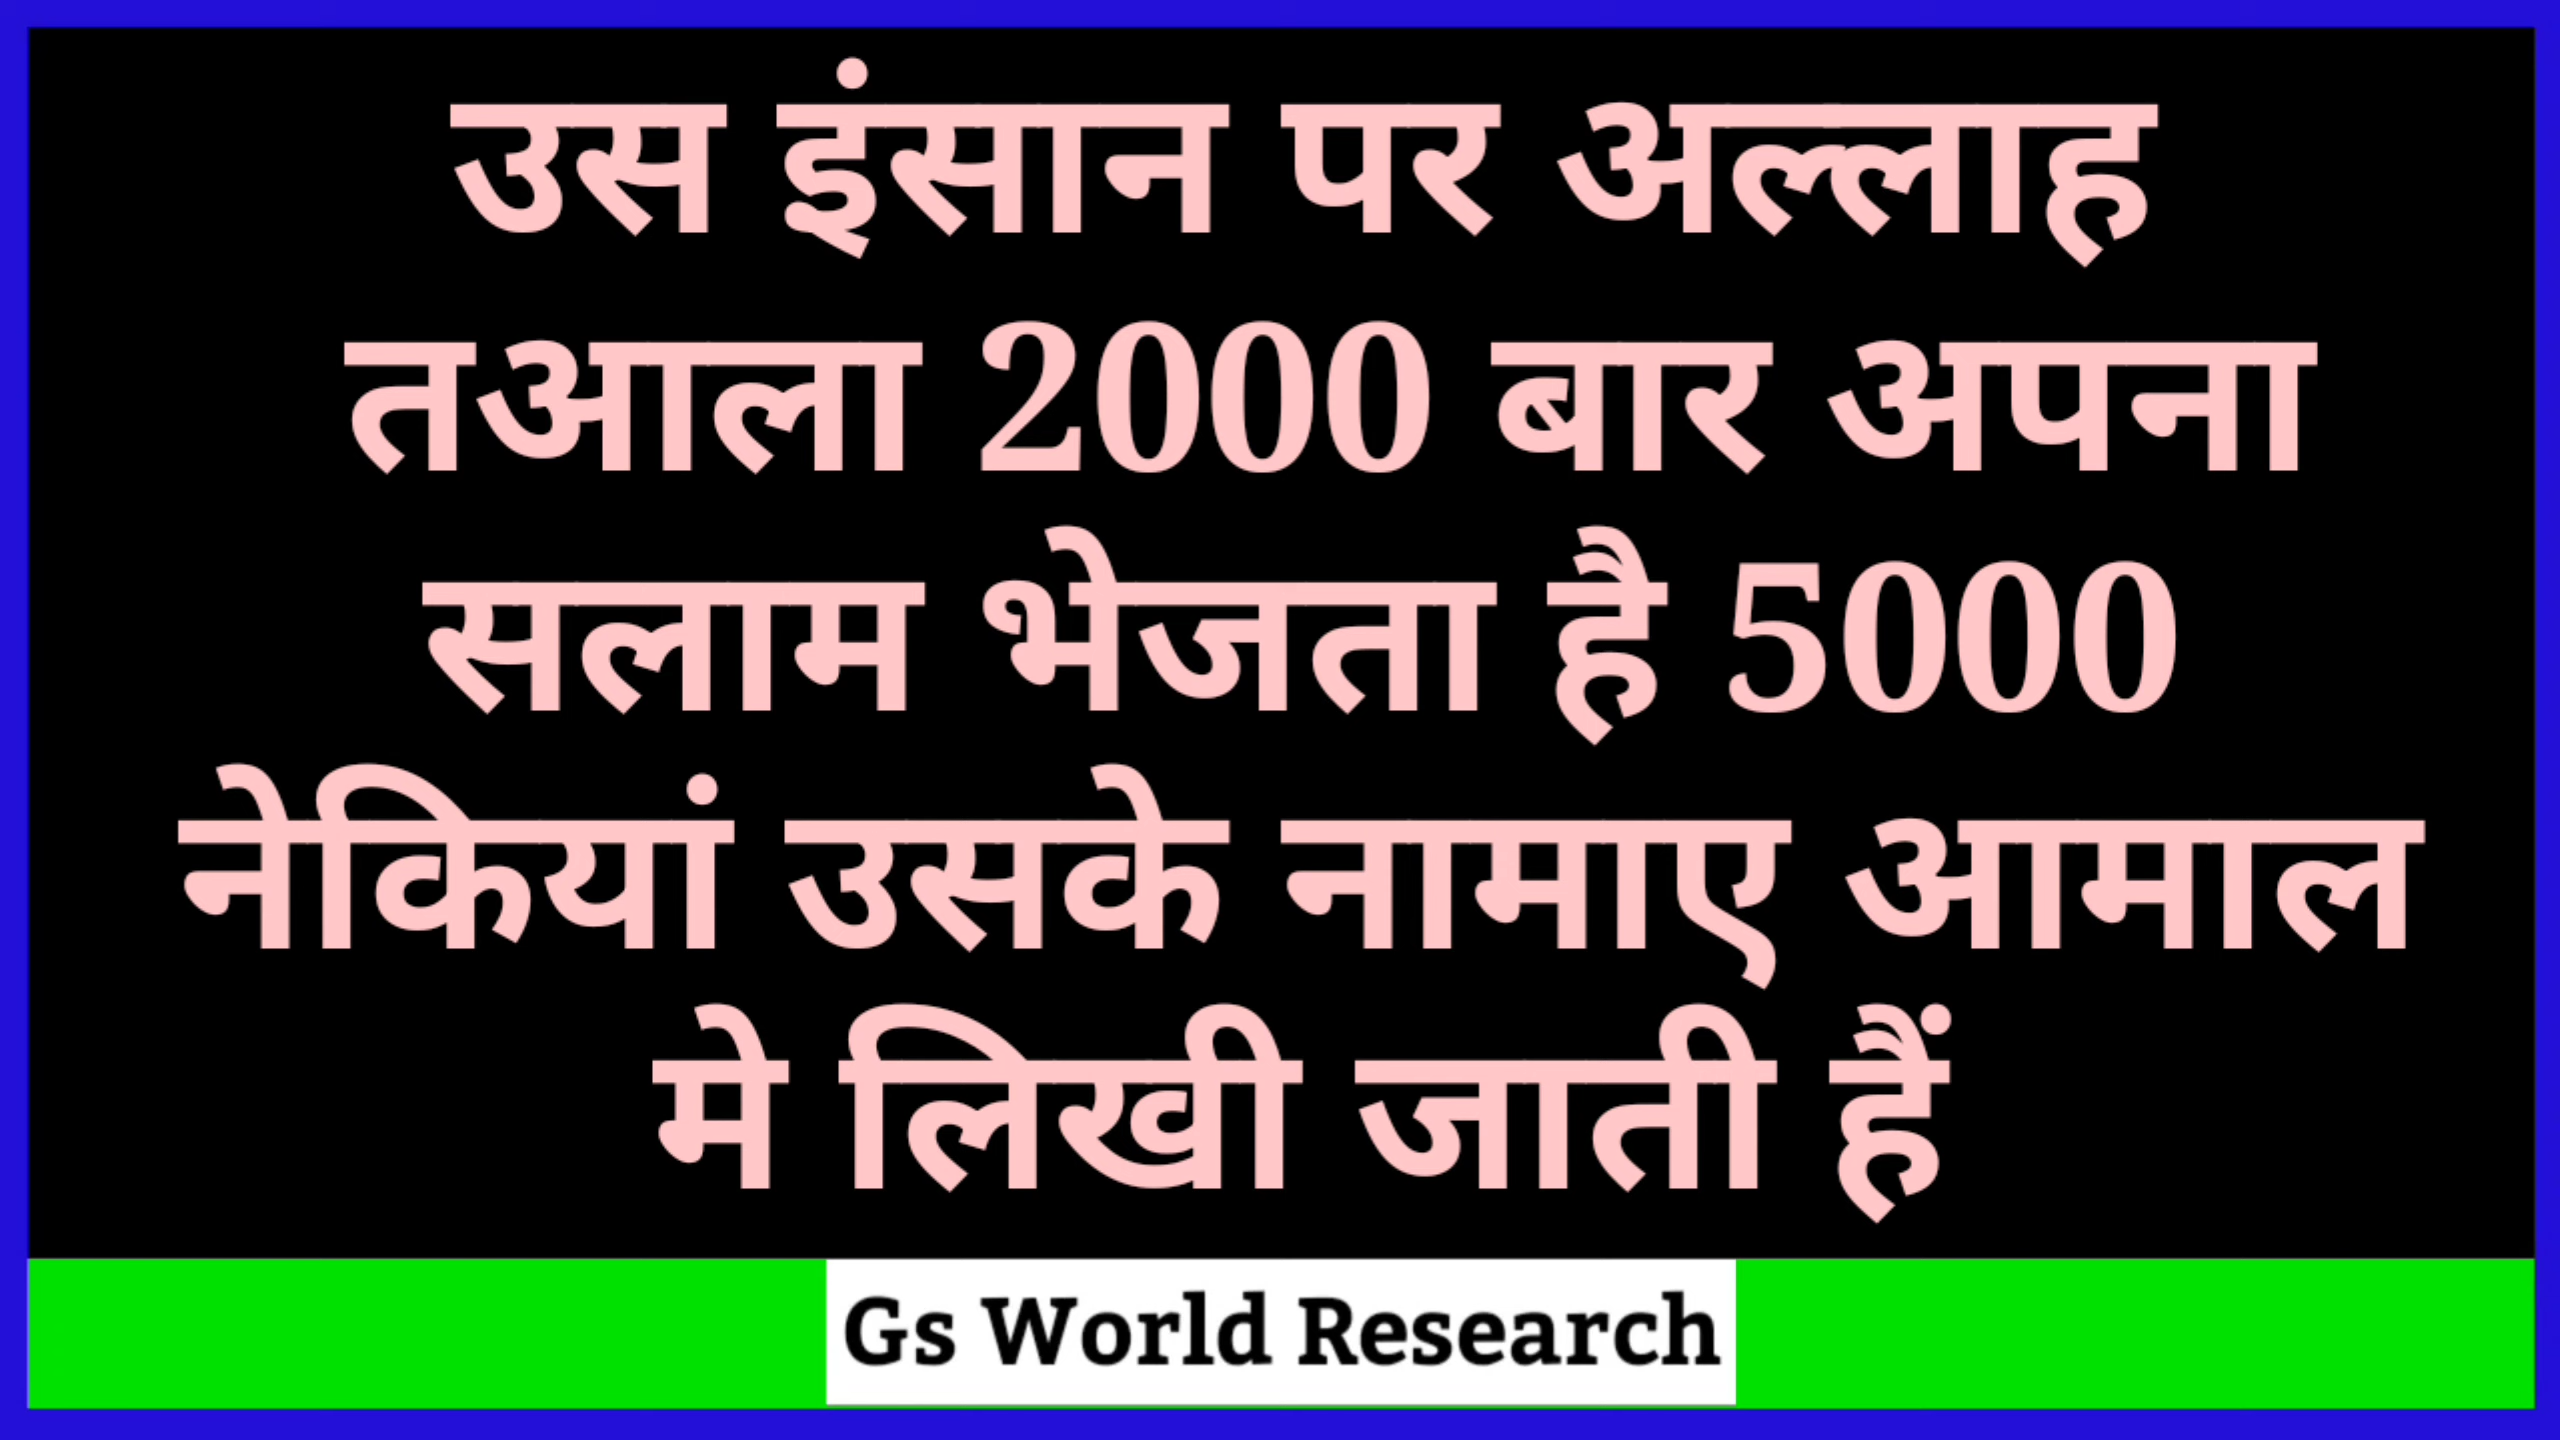 उस इंसान पर अल्लाह
तआला 2000 बार अपना
सलाम भेजता है 5000
नेकियां उसके नामाए आमाल
मे लिखी जाती हैं
Gs World Research